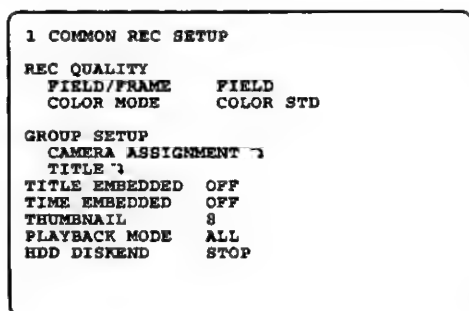 1 COMMON REC SETUP
REC QUALITY
FIELD/FRAME FIELD
COLOR MODE COLOR STD
GROUP SETUP
CAMERA ASSIGNMENT ↴
TITLE ↴
TITLE EMBEDDED OFF
TIME EMBEDDED OFF
THUMBNAIL 8
PLAYBACK MODE ALL
HDD DISKEND STOP